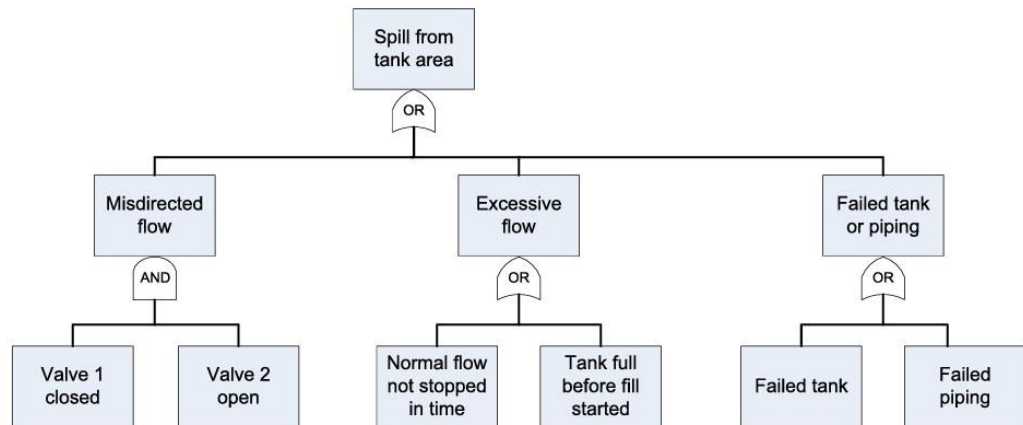 Spill from
tank area
OR
Misdirected
flow
Excessive
flow
Failed tank
or piping
AND
OR
OR
Valve 1
closed
Valve 2
open
Normal flow
not stopped
in time
Tank full
before fill
started
Failed tank
Failed
piping